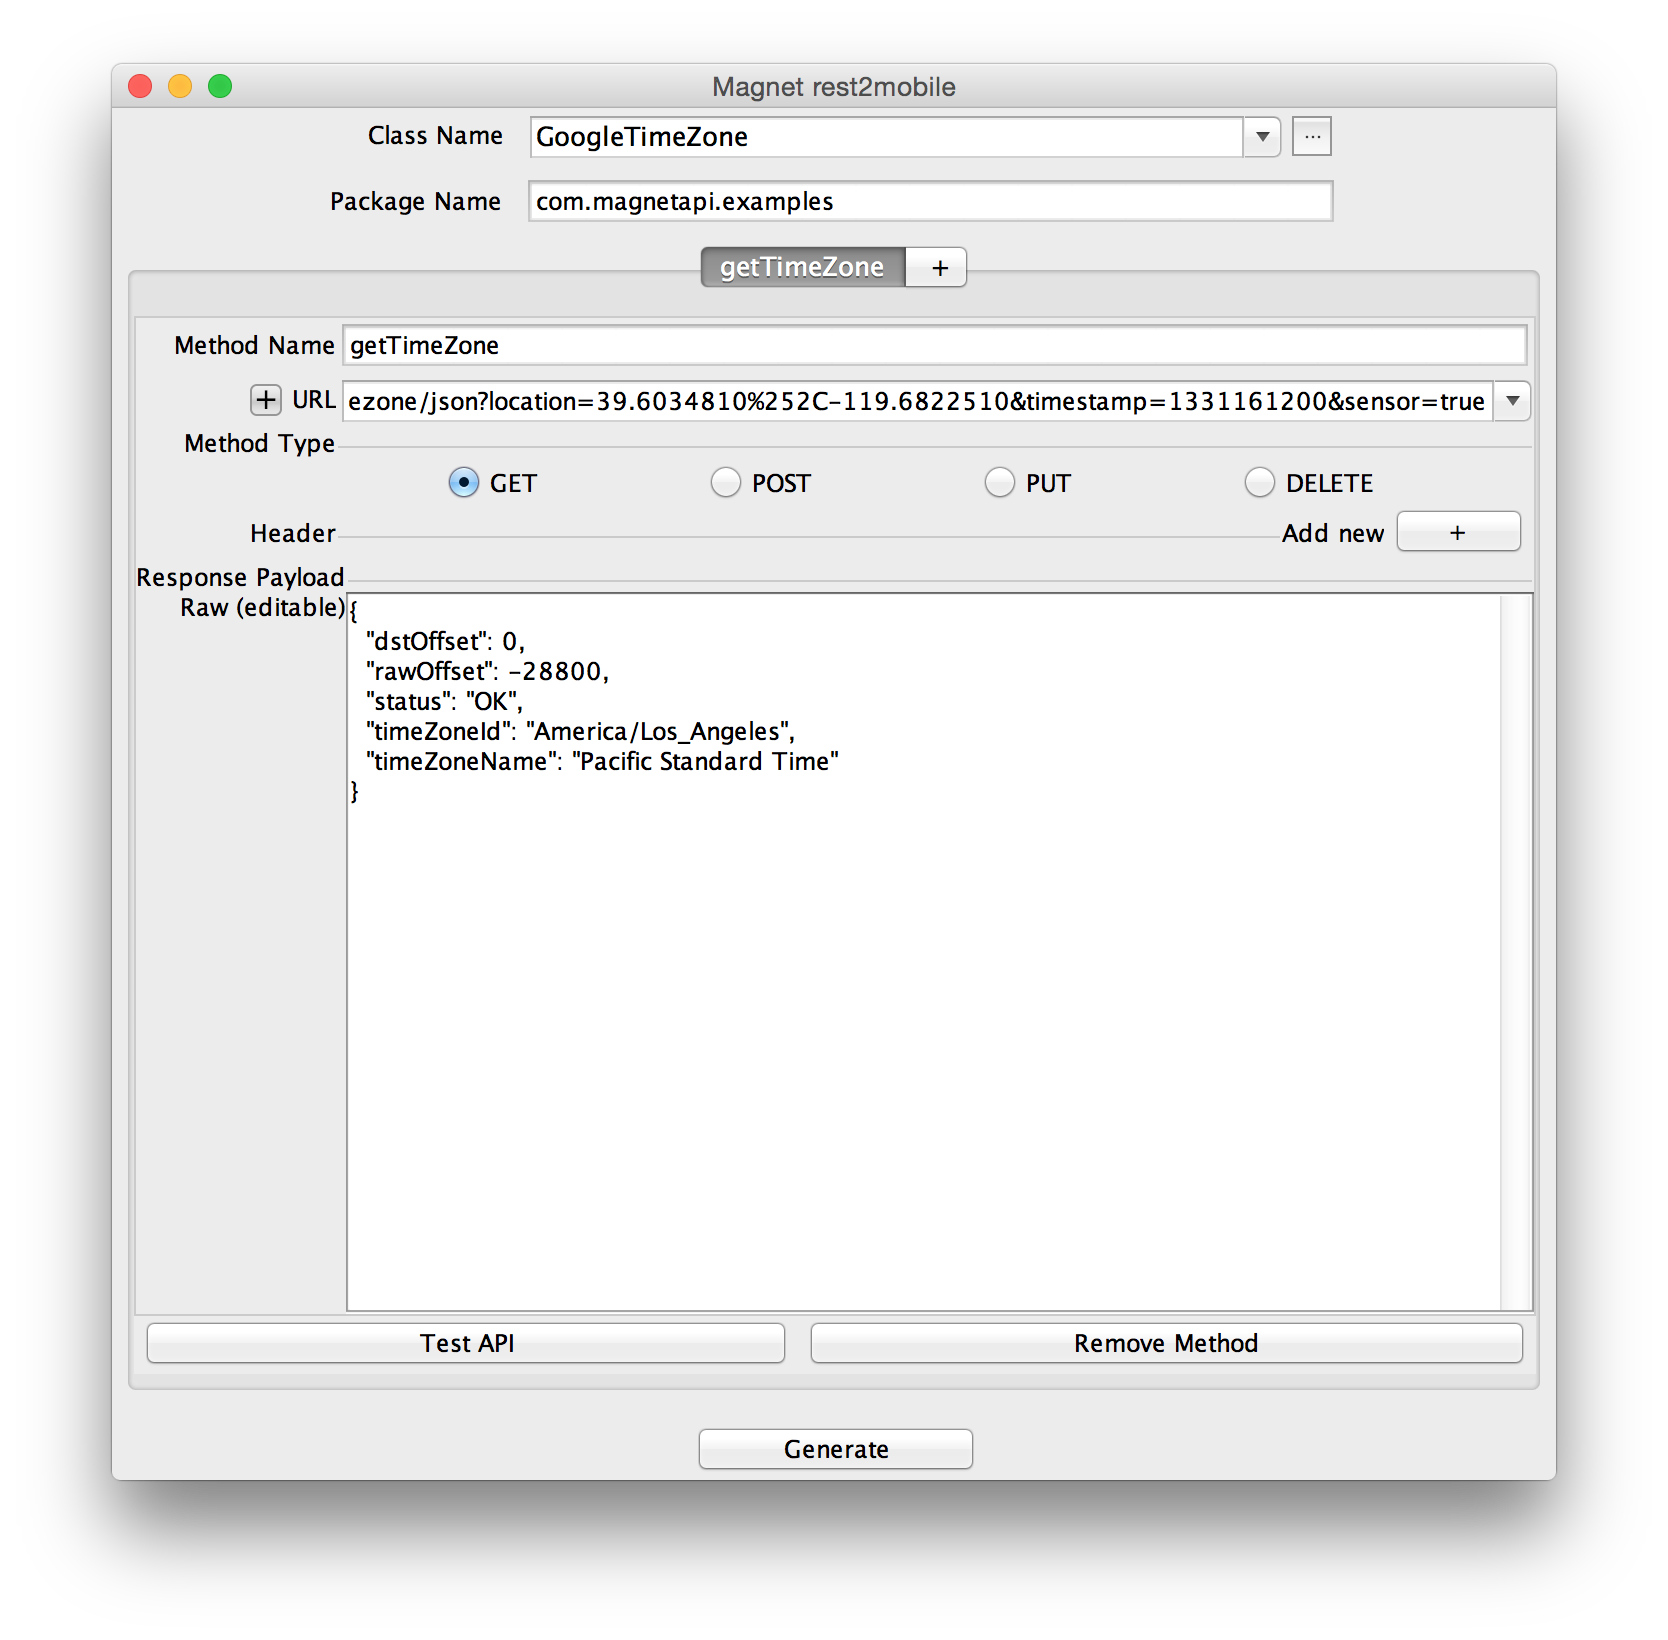 Magnet rest2mobile
Class Name GoogleTimeZone ...
Package Name com.magnetapi.examples
getTimeZone +
Method Name getTimeZone
+ URL ezone/json?location=39.6034810%252C-119.6822510&timestamp=1331161200&sensor=true
Method Type
GET POST PUT DELETE
Header Add new +
Response Payload
Raw (editable) {
"dstOffset": 0,
"rawOffset": -28800,
"status": "OK",
"timeZoneId": "America/Los_Angeles",
"timeZoneName": "Pacific Standard Time"
}
Test API Remove Method
Generate